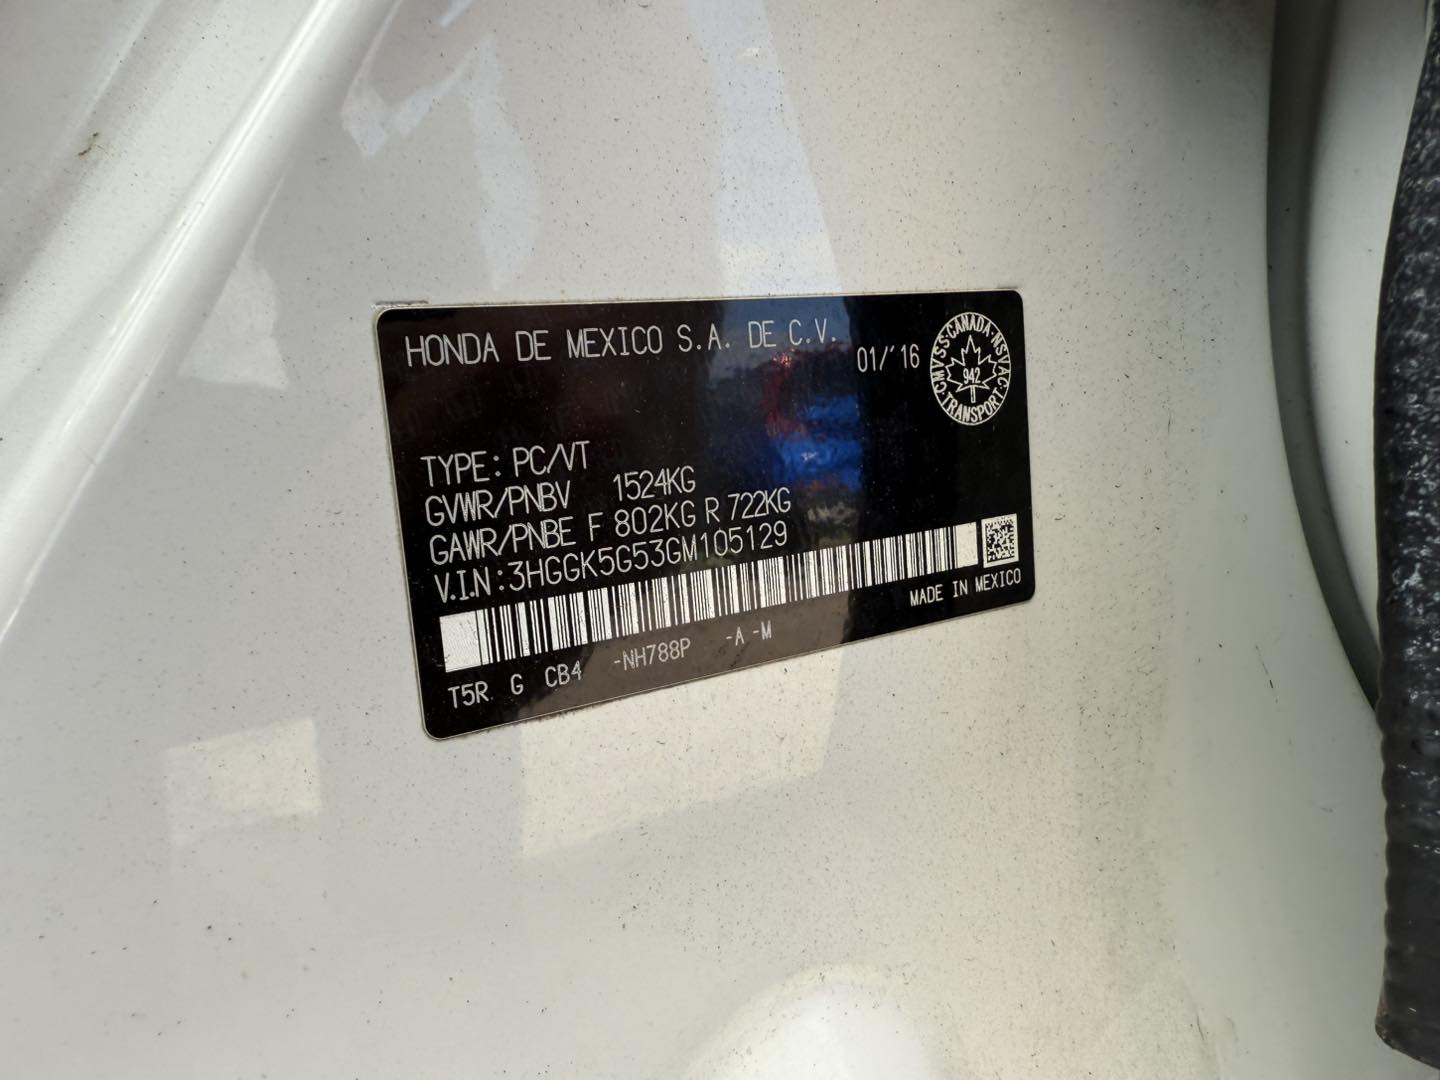 HONDA DE MEXICO S.A. DE C.V.
01/'16
CMVSS·CANADA·NSVAC·TRANSPORT·
942
TYPE: PC/VT
GVWR/PNBV 1524KG
GAWR/PNBE F 802KG R 722KG
V.I.N:3HGGK5G53GM105129
MADE IN MEXICO
T5R G CB4 -NH788P -A -M